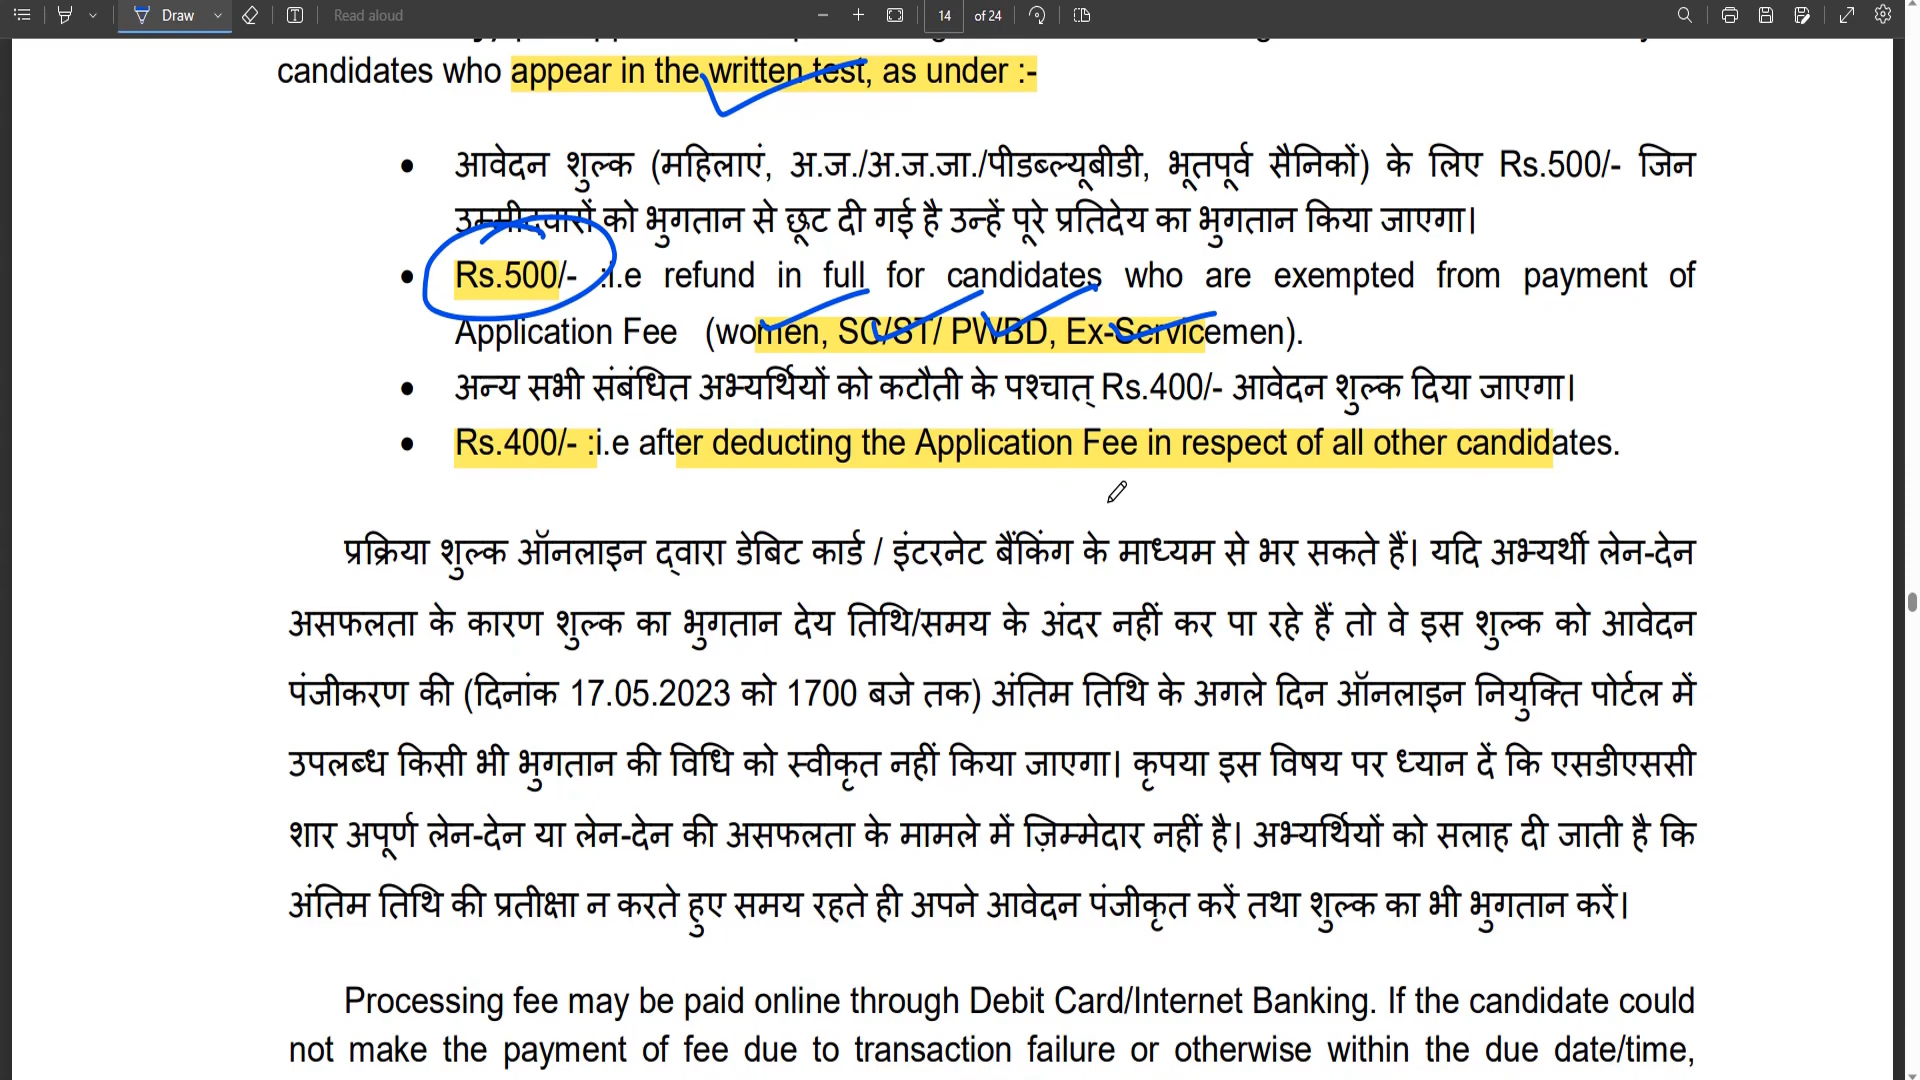 Draw
Read aloud
14 of 24
candidates who appear in the written test, as under :-
• आवेदन शुल्क (महिलाएं, अ.ज./अ.ज.जा./पीडब्ल्यूबीडी, भूतपूर्व सैनिकों) के लिए Rs.500/- जिन
उम्मीदवारों को भुगतान से छूट दी गई है उन्हें पूरे प्रतिदेय का भुगतान किया जाएगा।
• Rs.500/- :i.e refund in full for candidates who are exempted from payment of
Application Fee (women, SC/ST/ PWBD, Ex-Servicemen).
• अन्य सभी संबंधित अभ्यर्थियों को कटौती के पश्चात् Rs.400/- आवेदन शुल्क दिया जाएगा।
• Rs.400/- :i.e after deducting the Application Fee in respect of all other candidates.
प्रक्रिया शुल्क ऑनलाइन द्वारा डेबिट कार्ड / इंटरनेट बैंकिंग के माध्यम से भर सकते हैं। यदि अभ्यर्थी लेन-देन
असफलता के कारण शुल्क का भुगतान देय तिथि/समय के अंदर नहीं कर पा रहे हैं तो वे इस शुल्क को आवेदन
पंजीकरण की (दिनांक 17.05.2023 को 1700 बजे तक) अंतिम तिथि के अगले दिन ऑनलाइन नियुक्ति पोर्टल में
उपलब्ध किसी भी भुगतान की विधि को स्वीकृत नहीं किया जाएगा। कृपया इस विषय पर ध्यान दें कि एसडीएससी
शार अपूर्ण लेन-देन या लेन-देन की असफलता के मामले में ज़िम्मेदार नहीं है। अभ्यर्थियों को सलाह दी जाती है कि
अंतिम तिथि की प्रतीक्षा न करते हुए समय रहते ही अपने आवेदन पंजीकृत करें तथा शुल्क का भी भुगतान करें।
Processing fee may be paid online through Debit Card/Internet Banking. If the candidate could
not make the payment of fee due to transaction failure or otherwise within the due date/time,